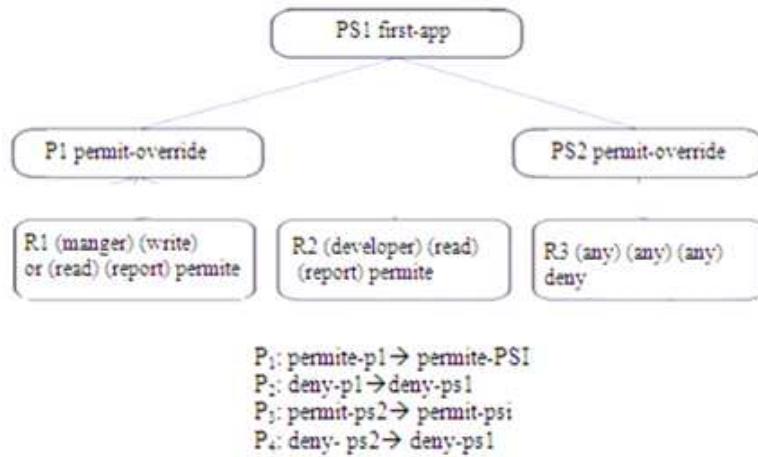 PS1 first-app
P1 permit-override
PS2 permit-override
R1 (manger) (write)
or (read) (report) permite
R2 (developer) (read)
(report) permite
R3 (any) (any) (any)
deny
P₁: permite-p1→ permite-PSI
P₂: deny-p1→deny-ps1
P₃: permit-ps2→ permit-psi
P₄: deny- ps2→ deny-ps1